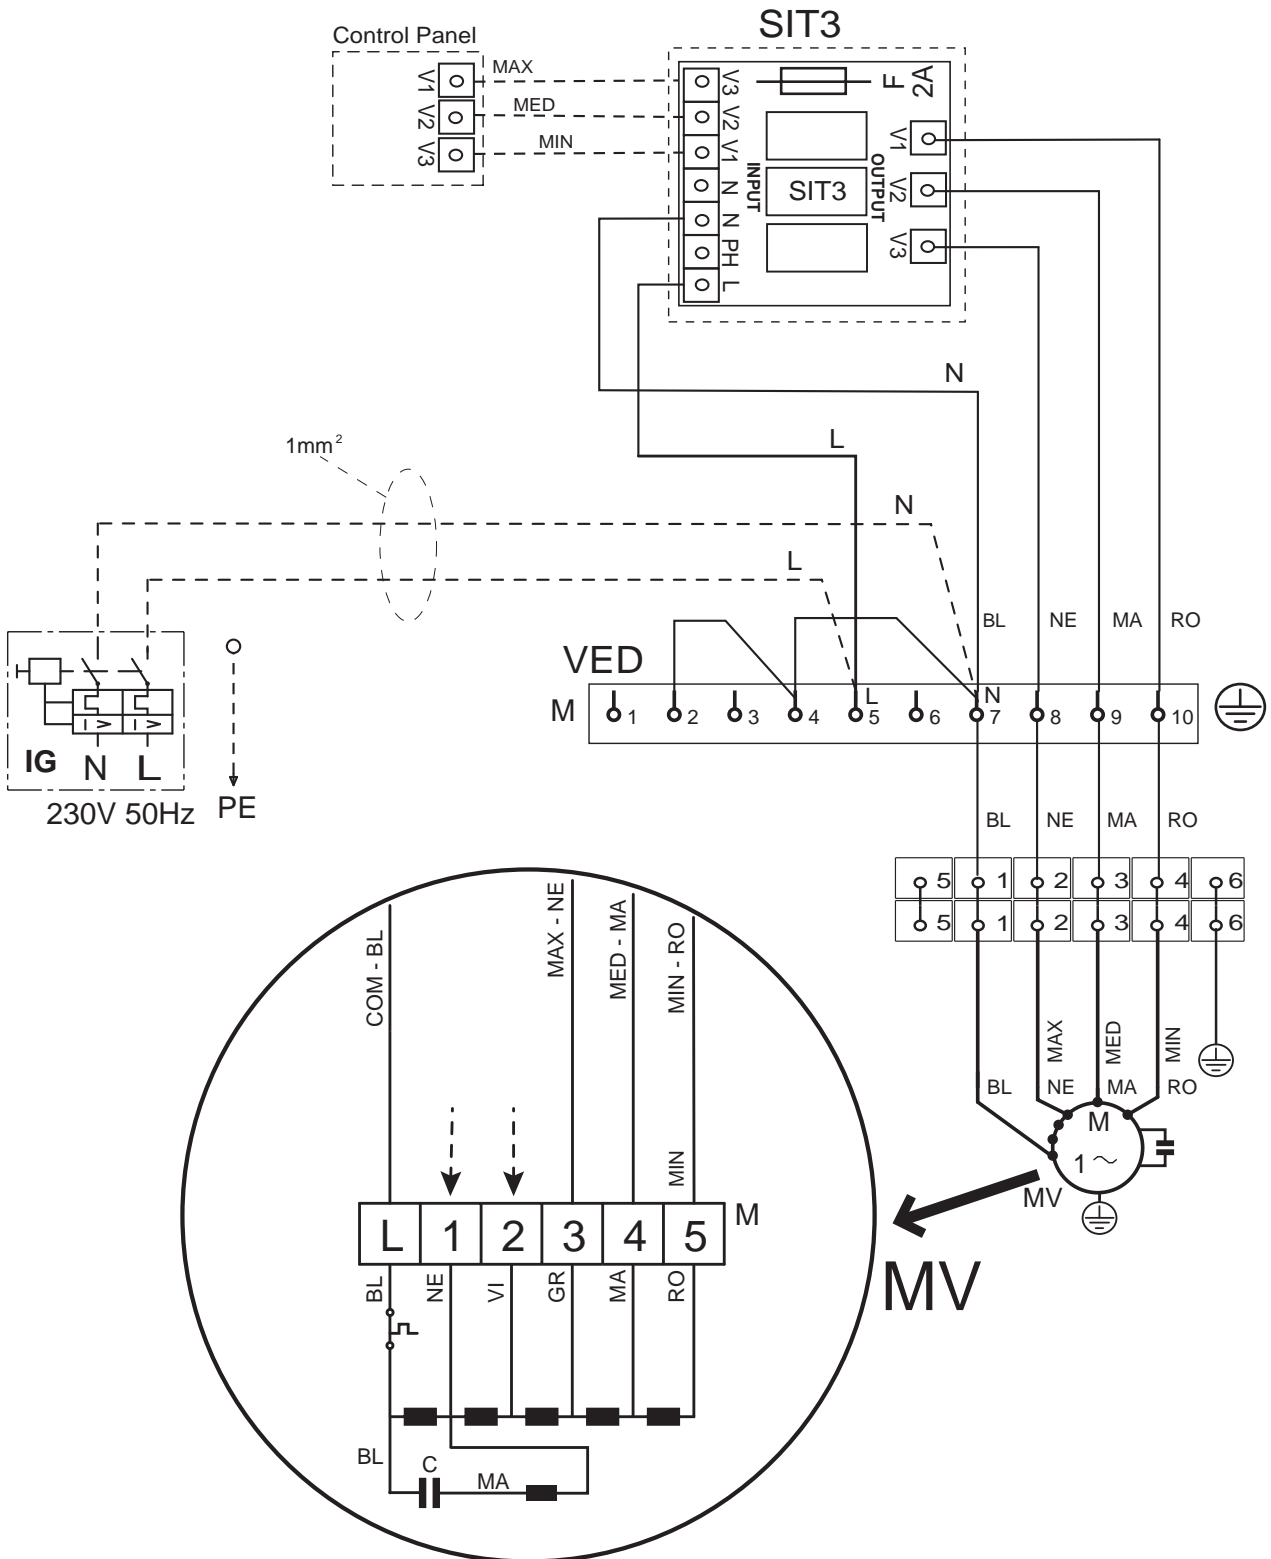 SIT3
Control Panel
V1
MAX
V3
F 2A
V2
MED
V2
V1
V3
MIN
V1
N
INPUT
SIT3
OUTPUT
V2
N
PH
V3
L
N
L
1mm²
N
L
BL NE MA RO
VED
M 1 2 3 4 L 5 6 N 7 8 9 10
IG N L
230V 50Hz
PE
BL NE MA RO
5 1 2 3 4 6
5 1 2 3 4 6
COM - BL
MAX - NE
MED - MA
MIN - RO
MAX
MED
MIN
BL NE MA RO
M
1 ~
MV
MIN
L 1 2 3 4 5 M
MV
BL NE VI GR MA RO
BL
C
MA